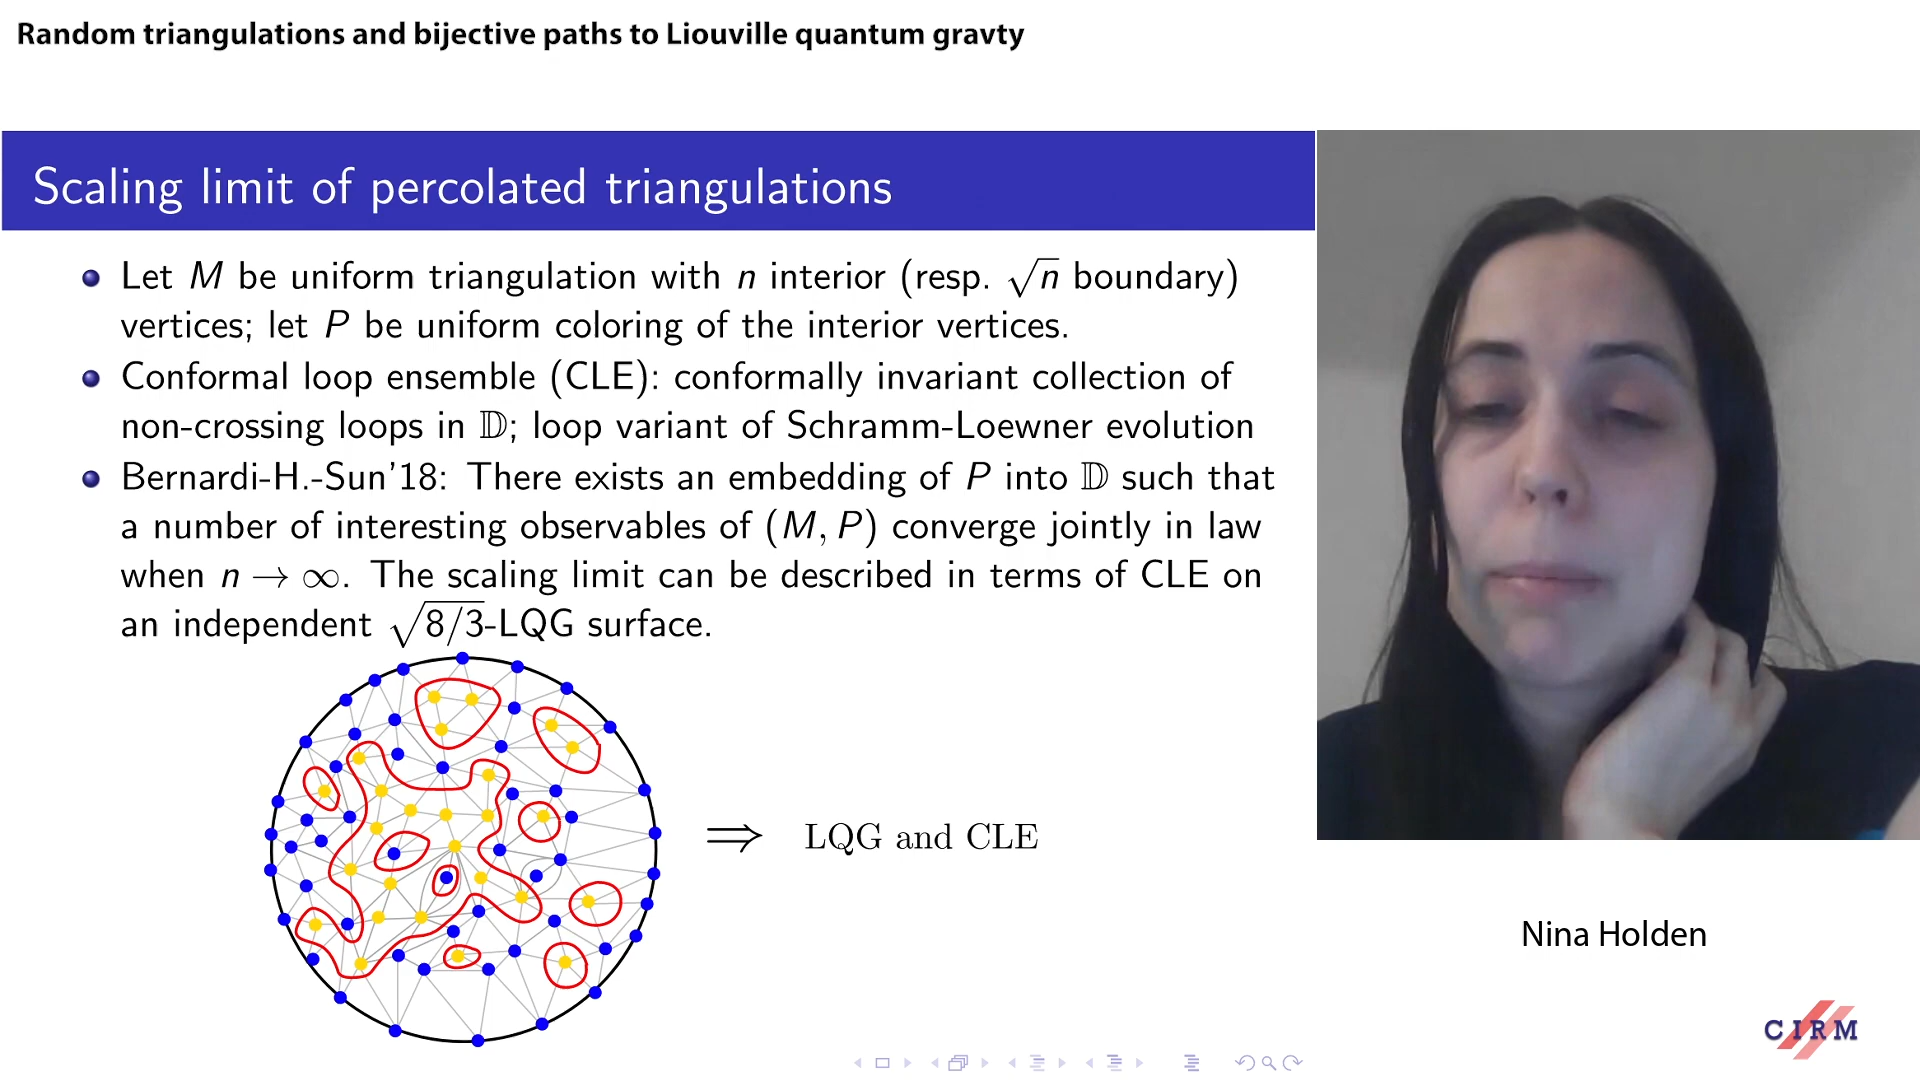 Random triangulations and bijective paths to Liouville quantum gravty
Scaling limit of percolated triangulations
Let M be uniform triangulation with n interior (resp. √n boundary)
vertices; let P be uniform coloring of the interior vertices.
Conformal loop ensemble (CLE): conformally invariant collection of
non-crossing loops in 𝔻; loop variant of Schramm-Loewner evolution
Bernardi-H.-Sun'18: There exists an embedding of P into 𝔻 such that
a number of interesting observables of (M, P) converge jointly in law
when n → ∞. The scaling limit can be described in terms of CLE on
an independent √8/3-LQG surface.
⇒ LQG and CLE
Nina Holden
CIRM